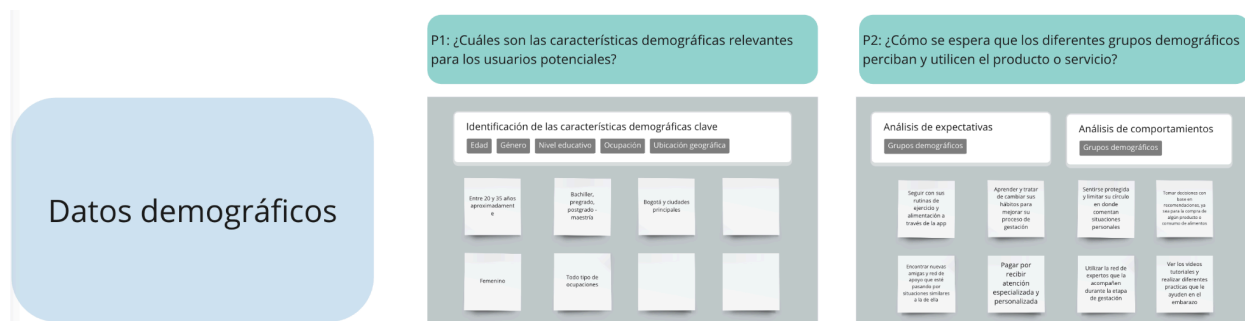 Datos demográficos
P1: ¿Cuáles son las características demográficas relevantes
para los usuarios potenciales?
Identificación de las características demográficas clave
Edad
Género
Nivel educativo
Ocupación
Ubicación geográfica
Entre 20 y 35 años
aproximadament
e
Bachiller,
pregrado,
postgrado -
maestría
Bogotá y ciudades
principales
Femenino
Todo tipo de
ocupaciones
P2: ¿Cómo se espera que los diferentes grupos demográficos
perciban y utilicen el producto o servicio?
Análisis de expectativas
Grupos demográficos
Análisis de comportamientos
Grupos demográficos
Seguir con sus
rutinas de
ejercicio y
alimentación a
través de la app
Aprender y tratar
de cambiar sus
hábitos para
mejorar su
proceso de
gestación
Sentirse protegida
y limitar su círculo
en donde
comentan
situaciones
personales
Tomar decisiones con
base en
recomendaciones, ya
sea para la compra de
algún producto o
consumo de alimentos
Encontrar nuevas
amigas y red de
apoyo que esté
pasando por
situaciones similares
a la de ella
Pagar por
recibir
atención
especializada y
personalizada
Utilizar la red de
expertos que la
acompañen
durante la etapa
de gestación
Ver los videos
tutoriales y
realizar diferentes
practicas que le
ayuden en el
embarazo